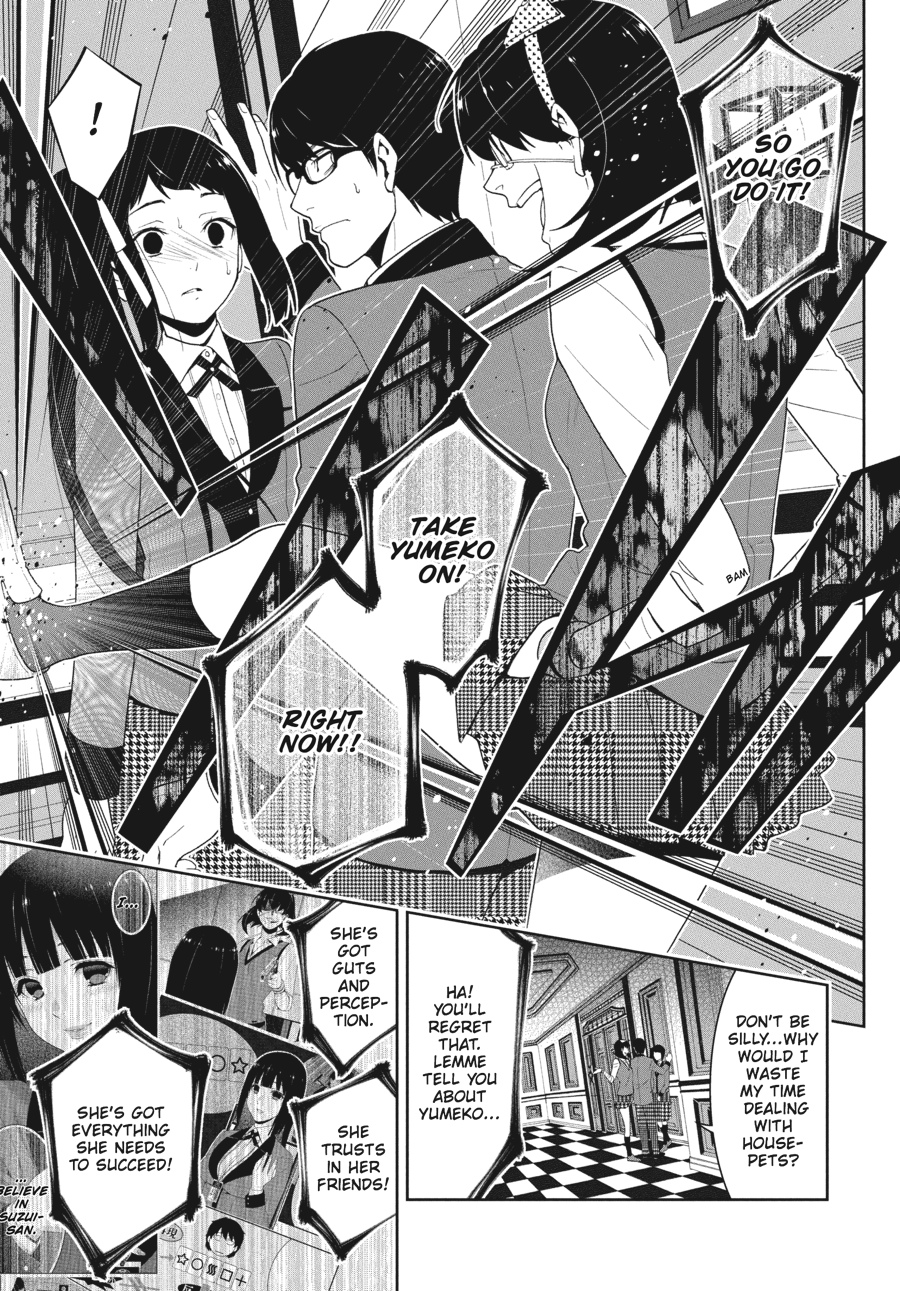 SO
YOU GO
DO IT!
!
TAKE
YUMEKO
ON!
BAM
RIGHT
NOW!!
DON'T BE
SILLY...WHY
WOULD I
WASTE
MY TIME
DEALING
WITH
HOUSE-
PETS?
HA!
YOU'LL
REGRET
THAT.
LEMME
TELL YOU
ABOUT
YUMEKO...
SHE'S
GOT
GUTS
AND
PERCEP-
TION.
SHE
TRUSTS
IN HER
FRIENDS!
I...
SHE'S GOT
EVERYTHING
SHE NEEDS
TO SUCCEED!
...
BELIEVE
IN
SUZUI-
SAN.